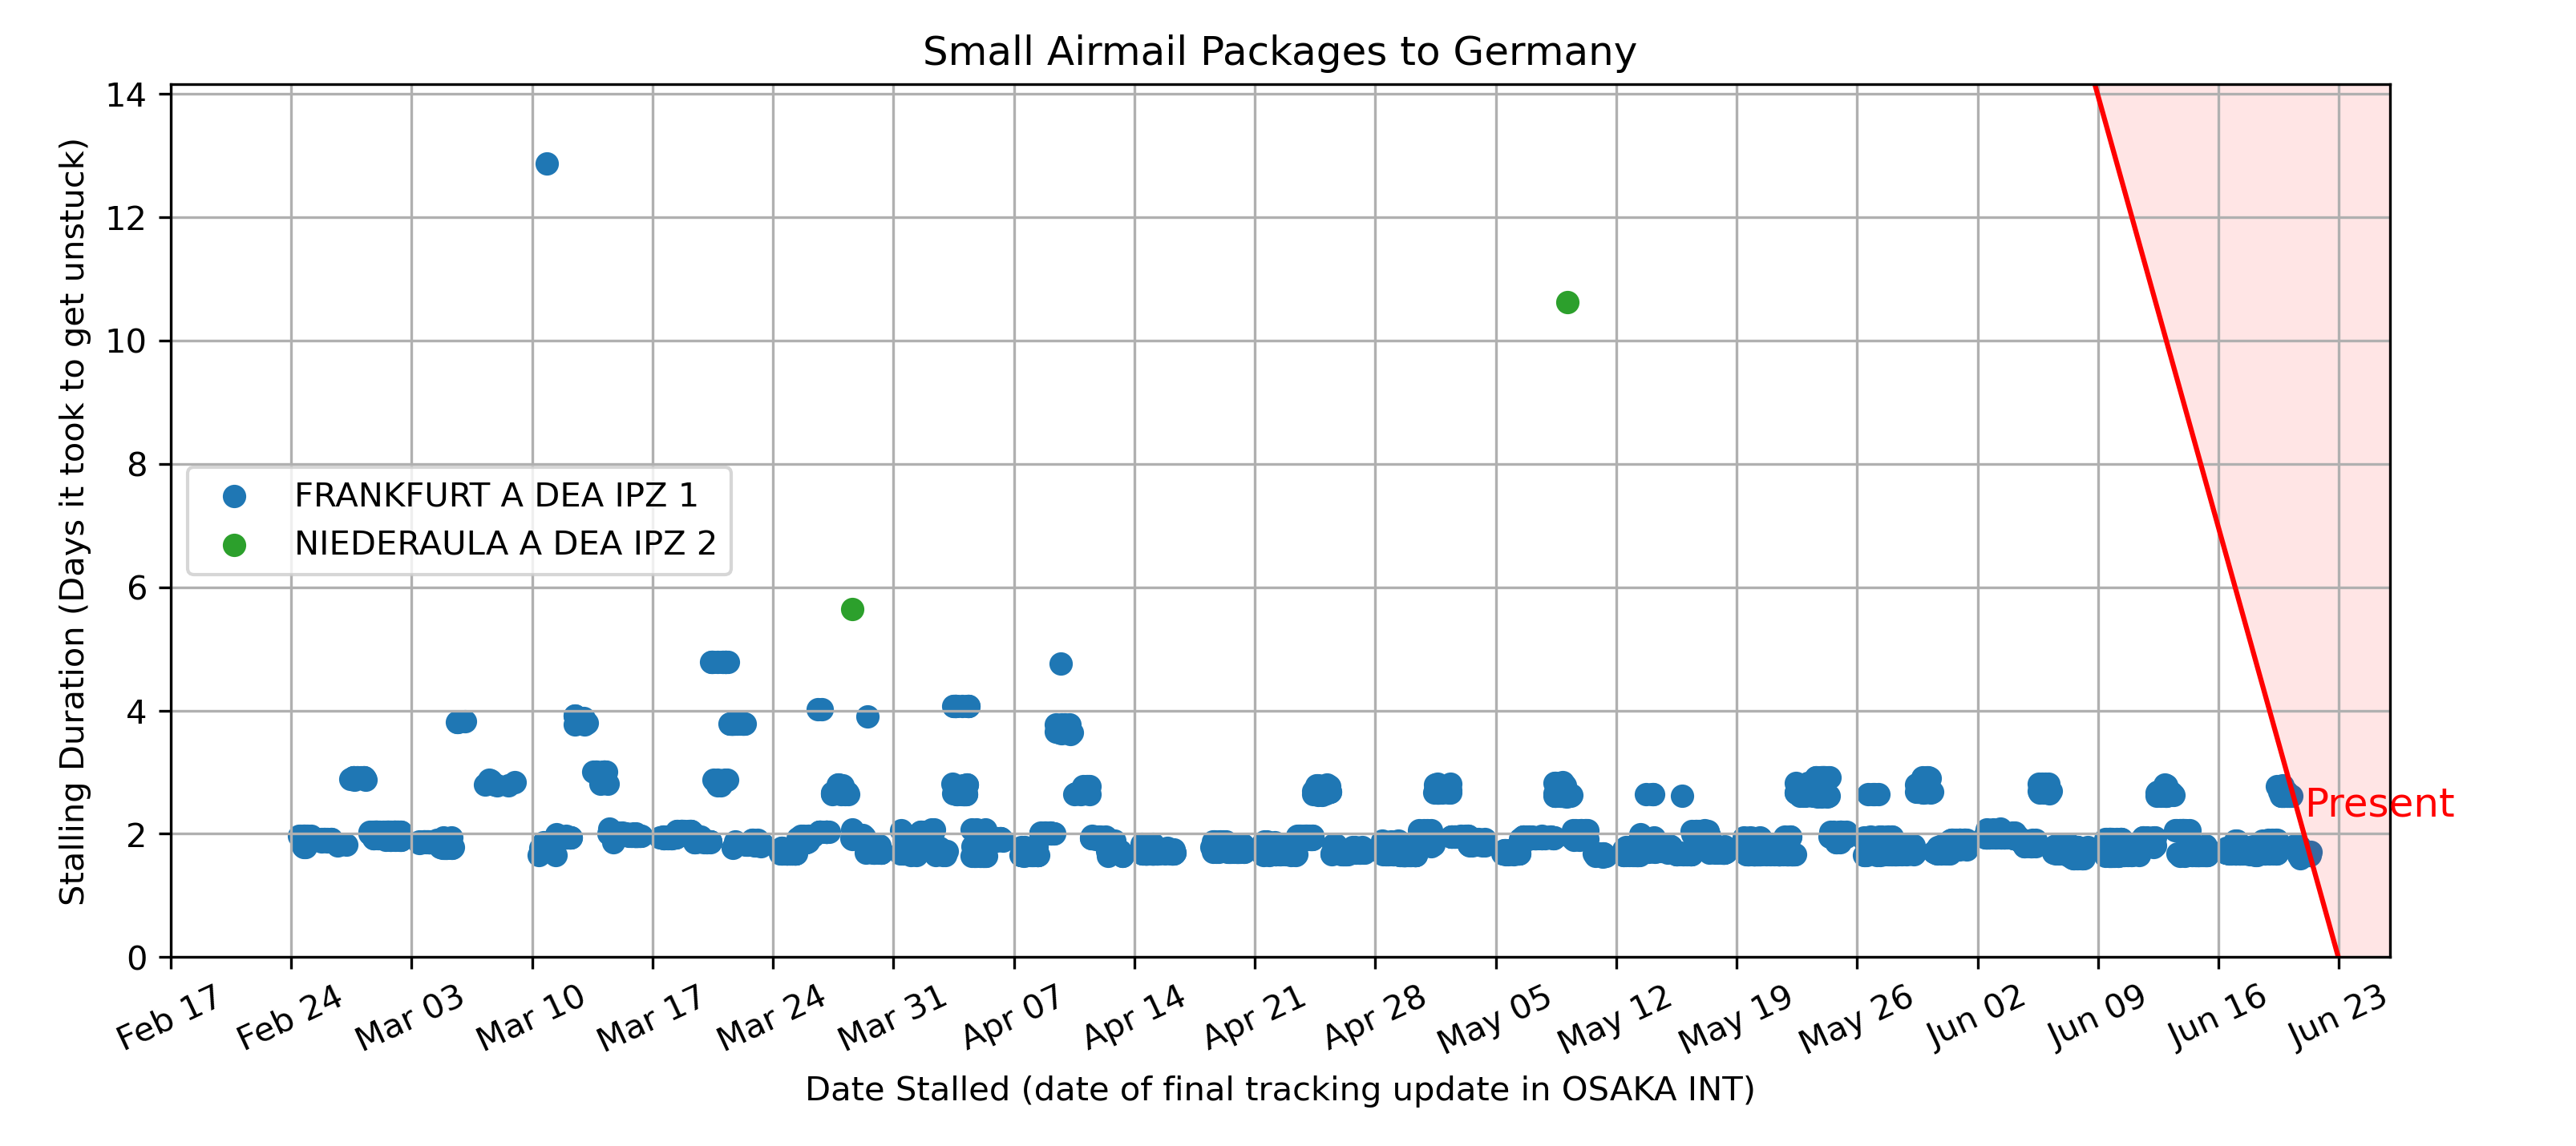 Small Airmail Packages to Germany
Stalling Duration (Days it took to get unstuck)
14
12
10
8
6
4
2
0
FRANKFURT A DEA IPZ 1
NIEDERAULA A DEA IPZ 2
Present
Feb 17
Feb 24
Mar 03
Mar 10
Mar 17
Mar 24
Mar 31
Apr 07
Apr 14
Apr 21
Apr 28
May 05
May 12
May 19
May 26
Jun 02
Jun 09
Jun 16
Jun 23
Date Stalled (date of final tracking update in OSAKA INT)